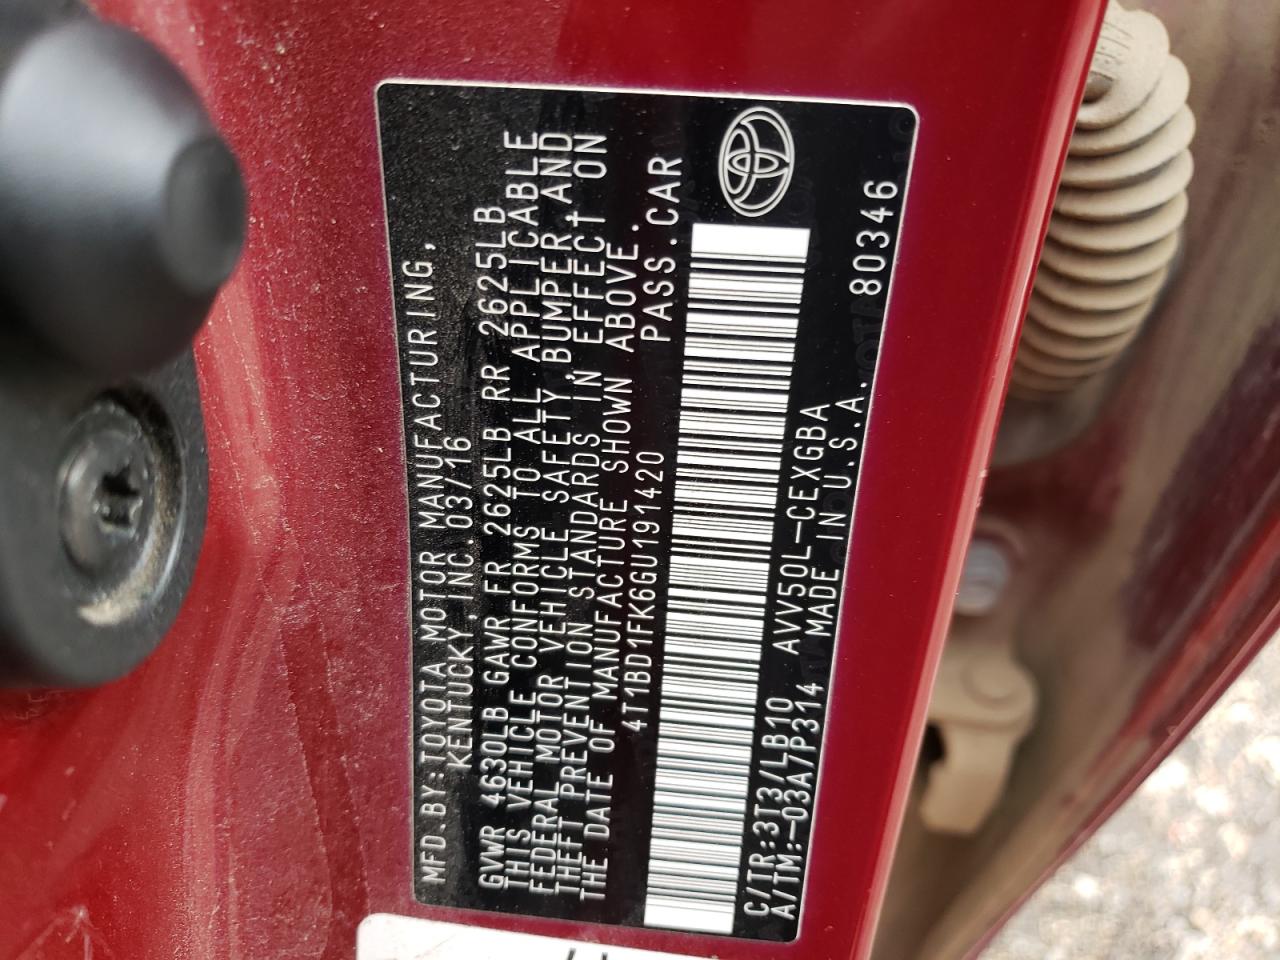 MFD.BY:TOYOTA MOTOR MANUFACTURING,
KENTUCKY,INC.03/16
GVWR 4630LB GAWR FR 2625LB RR 2625LB
THIS VEHICLE CONFORMS TO ALL APPLICABLE
FEDERAL MOTOR VEHICLE SAFETY,BUMPER,AND
THEFT PREVENTION STANDARDS IN EFFECT ON
THE DATE OF MANUFACTURE SHOWN ABOVE.
4T1BD1FK6GU191420 PASS.CAR
C/TR:3T3/LB10 AVV50L-CEXGBA
A/TM:-03A/P314 MADE IN U.S.A. 80346